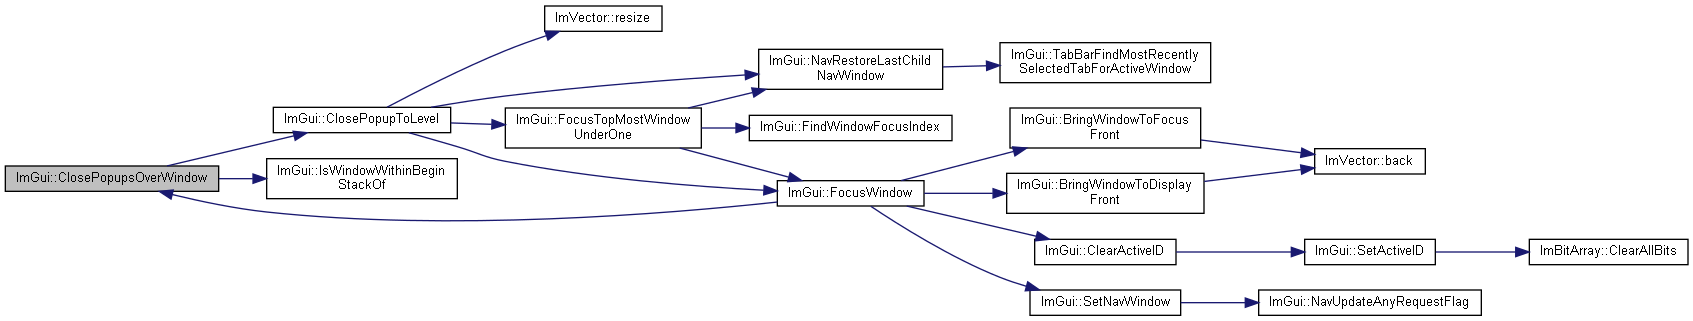 ImGui::ClosePopupsOverWindow
ImGui::ClosePopupToLevel
ImGui::IsWindowWithinBegin
StackOf
ImVector::resize
ImGui::FocusTopMostWindow
UnderOne
ImGui::NavRestoreLastChild
NavWindow
ImGui::FindWindowFocusIndex
ImGui::FocusWindow
ImGui::TabBarFindMostRecently
SelectedTabForActiveWindow
ImGui::BringWindowToFocus
Front
ImGui::BringWindowToDisplay
Front
ImVector::back
ImGui::ClearActiveID
ImGui::SetActiveID
ImBitArray::ClearAllBits
ImGui::SetNavWindow
ImGui::NavUpdateAnyRequestFlag